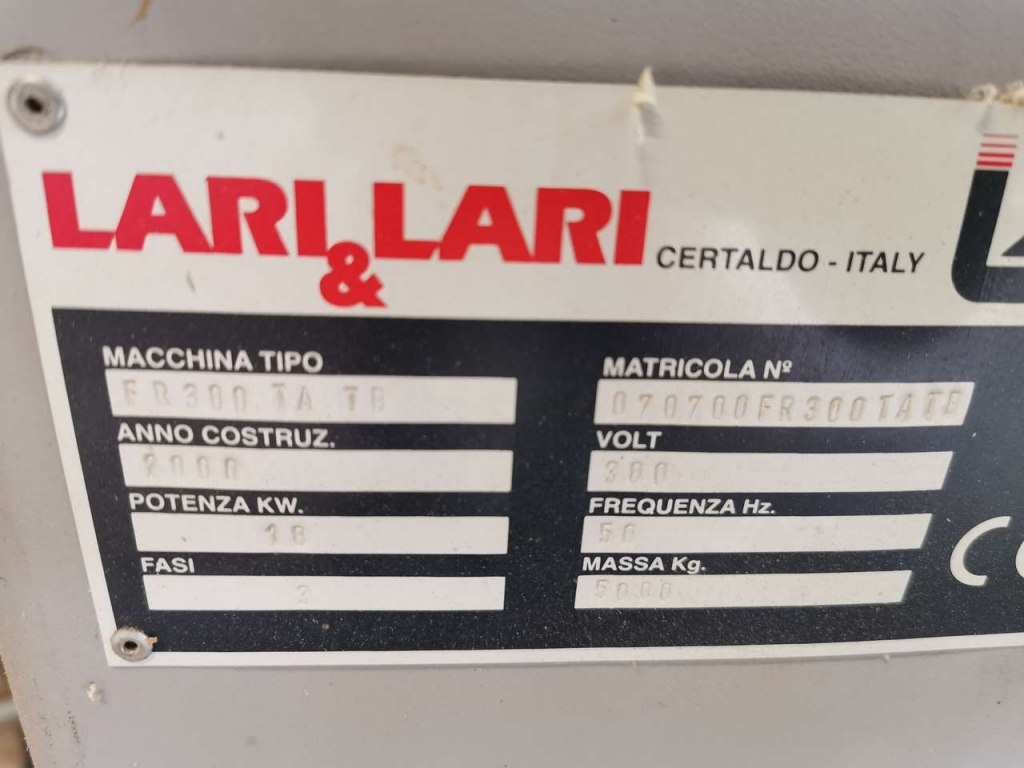 LARI & LARI CERTALDO - ITALY
MACCHINA TIPO
FR300 TA TB
MATRICOLA Nº
070700FR300TATB
ANNO COSTRUZ.
2000
VOLT
380
POTENZA KW.
18
FREQUENZA Hz.
50
FASI
3
MASSA Kg.
5000